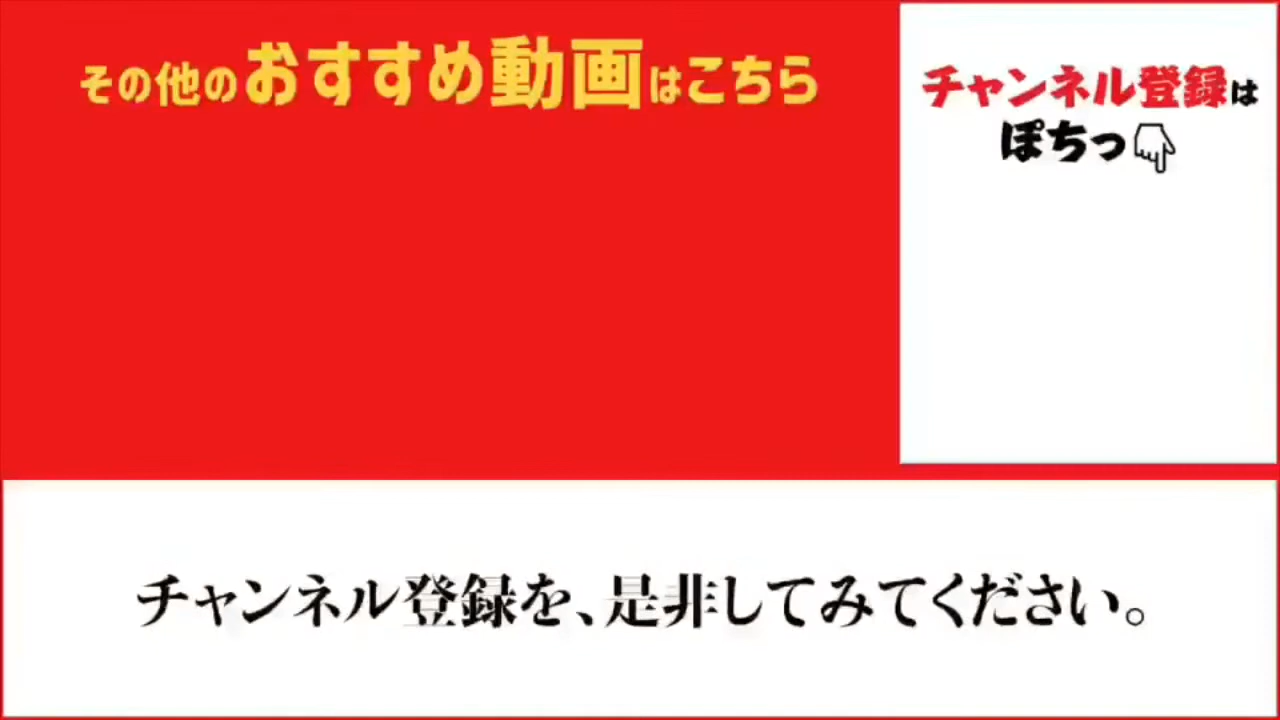 その他のおすすめ動画はこちら
チャンネル登録は
ぽちっ
チャンネル登録を、是非してみてください。